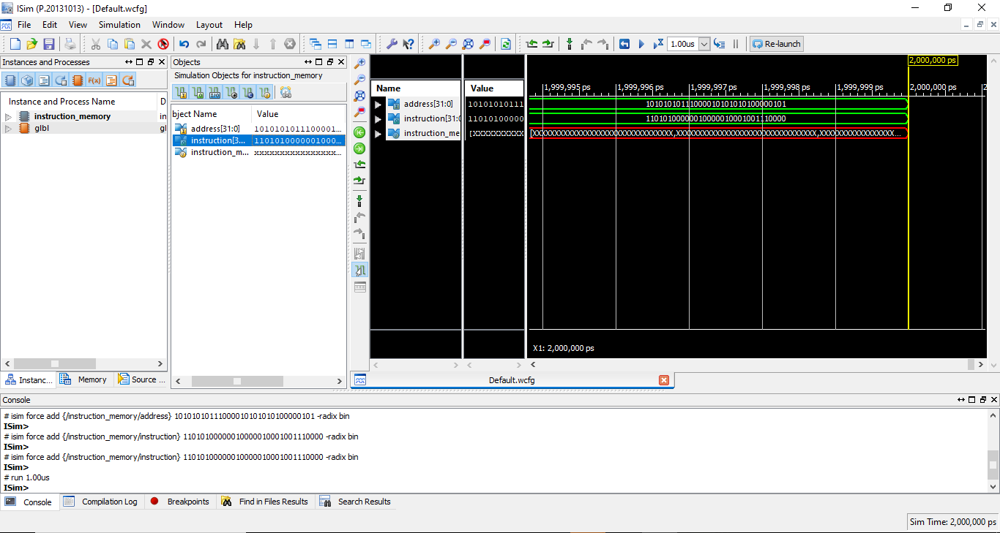 ISim (P.20131013) - [Default.wcfg]
File Edit View Simulation Window Layout Help
1.00us Re-launch
Instances and Processes
Instance and Process Name D
instruction_memory in
glbl gl
Instanc... Memory Source ...
Objects
Simulation Objects for instruction_memory
bject Name Value
address[31:0] 1010101011100001...
instruction[3... 1101010000001000...
instruction_m... xxxxxxxxxxxxxxxx...
Name Value
address[31:0] 10101010111
instruction[31:0 11010100000
instruction_me [XXXXXXXXXX
2,000,000 ps
1,999,995 ps 1,999,996 ps 1,999,997 ps 1,999,998 ps 1,999,999 ps 2,000,000 ps 2
10101010111000010101010100000101
11010100000010000010001001110000
X1: 2,000,000 ps
Default.wcfg
Console
# isim force add {/instruction_memory/address} 10101010111000010101010100000101 -radix bin
ISim>
# isim force add {/instruction_memory/instruction} 11010100000010000010001001110000 -radix bin
ISim>
# isim force add {/instruction_memory/instruction} 11010100000010000010001001110000 -radix bin
ISim>
# run 1.00us
ISim>
Console Compilation Log Breakpoints Find in Files Results Search Results
Sim Time: 2,000,000 ps